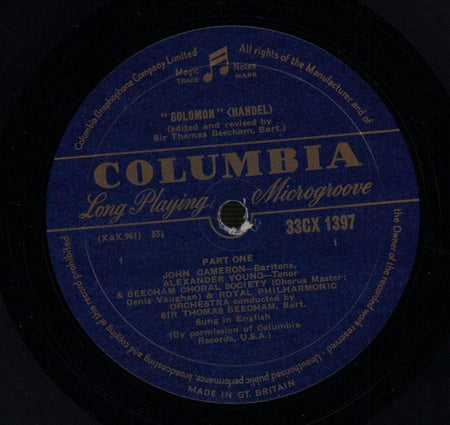 Columbia Graphophone Company Limited
All rights of the Manufacturer and of
Magic Notes
TRADE MARK
"SOLOMON" (HANDEL)
(edited and revised by
Sir Thomas Beecham, Bart.)
COLUMBIA
Long Playing Microgroove
(XAX.961) 33⅓
33CX 1397
1
1
PART ONE
JOHN CAMERON—Baritone,
ALEXANDER YOUNG—Tenor
& BEECHAM CHORAL SOCIETY (Chorus Master:
Denis Vaughan) & ROYAL PHILHARMONIC
ORCHESTRA conducted by
SIR THOMAS BEECHAM, Bart.
Sung in English
(By permission of Columbia
Records, U.S.A.)
the Owner of the recorded work reserved. Unauthorised public performance, broadcasting and copying of this record prohibited
MADE IN GT. BRITAIN